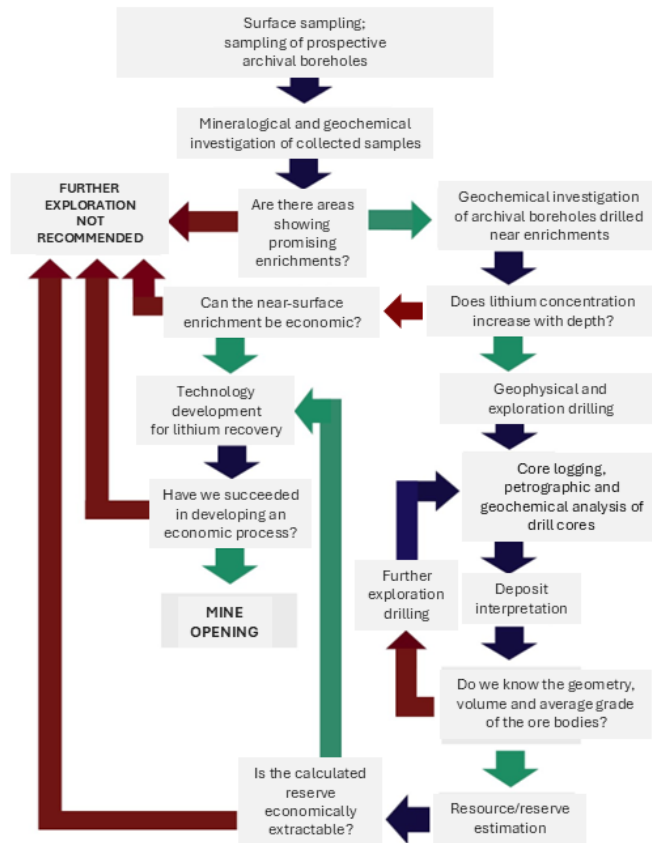 Surface sampling;
sampling of prospective
archival boreholes
Mineralogical and geochemical
investigation of collected samples
FURTHER
EXPLORATION
NOT
RECOMMENDED
Are there areas
showing
promising
enrichments?
Geochemical investigation
of archival boreholes drilled
near enrichments
Can the near-surface
enrichment be economic?
Does lithium concentration
increase with depth?
Technology
development
for lithium recovery
Geophysical and
exploration drilling
Have we succeeded
in developing an
economic process?
Core logging,
petrographic and
geochemical analysis of
drill cores
MINE
OPENING
Further
exploration
drilling
Deposit
interpretation
Do we know the geometry,
volume and average grade
of the ore bodies?
Is the calculated
reserve
economically
extractable?
Resource/reserve
estimation